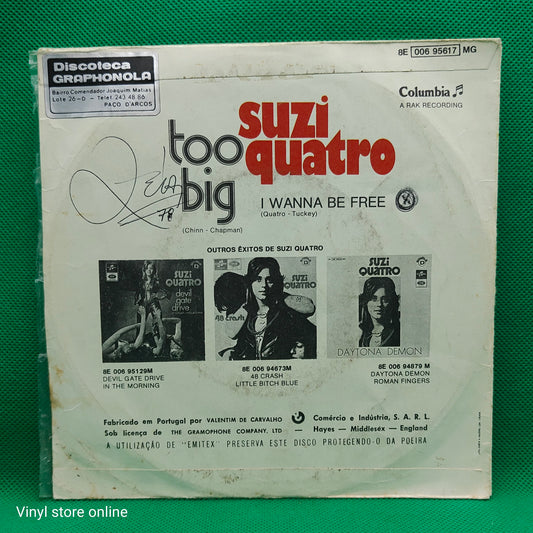 8E 006 95617 MG
Discoteca
GRAPHONOLA
Bairro Comendador Joaquim Matias
Lote 26-D - Telef. 243 48 86
PAÇO D'ARCOS
Columbia
A RAK RECORDING
too suzi
big quatro
(Chinn - Chapman)
I WANNA BE FREE
(Quatro - Tuckey)
78
OUTROS ÊXITOS DE SUZI QUATRO
SUZI
QUATRO
devil
gate
drive
48 crash
SUZI
QUATRO
DAYTONA DEMON
8E 006 95129M
DEVIL GATE DRIVE
IN THE MORNING
8E 006 94673M
48 CRASH
LITTLE BITCH BLUE
8E 006 94879 M
DAYTONA DEMON
ROMAN FINGERS
Fabricado em Portugal por VALENTIM DE CARVALHO Comércio e Indústria, S. A. R. L.
Sob licença de THE GRAMOPHONE COMPANY, LTD — Hayes — Middlesex — England
A UTILIZAÇÃO DE "EMITEX" PRESERVA ESTE DISCO PROTEGENDO-O DA POEIRA
Vinyl store online